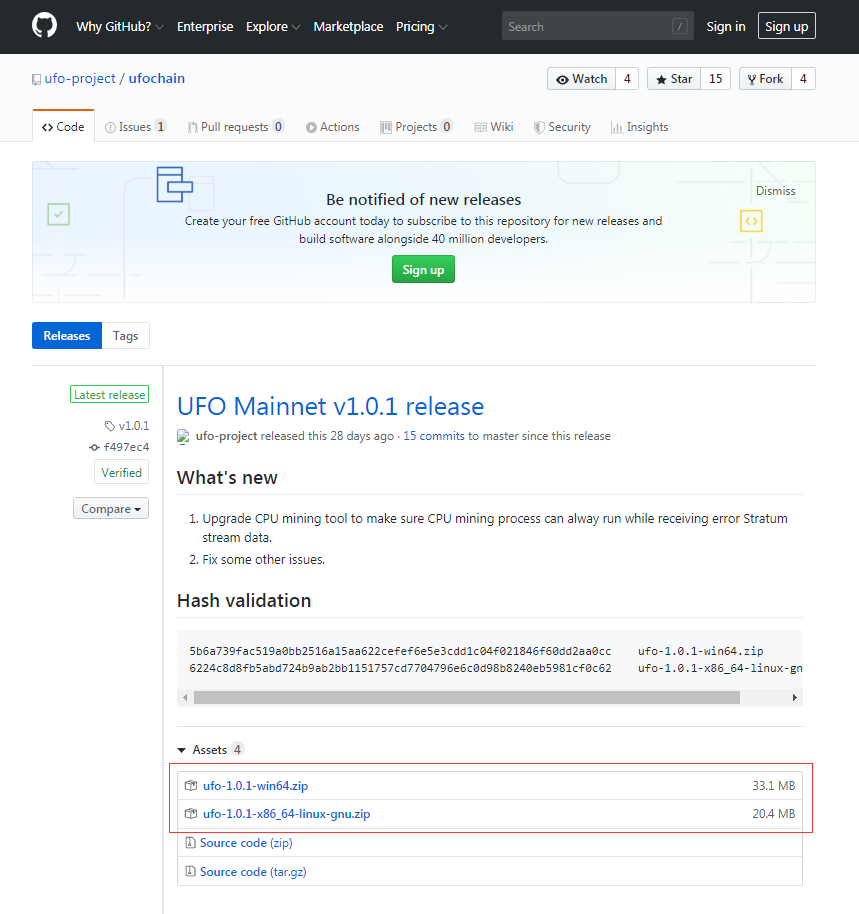 Why GitHub? Enterprise Explore Marketplace Pricing Search / Sign in Sign up
ufo-project / ufochain Watch 4 Star 15 Fork 4
Code Issues 1 Pull requests 0 Actions Projects 0 Wiki Security Insights
Be notified of new releases
Dismiss
Create your free GitHub account today to subscribe to this repository for new releases and
build software alongside 40 million developers.
Sign up
Releases Tags
Latest release
v1.0.1
f497ec4
Verified
Compare
UFO Mainnet v1.0.1 release
ufo-project released this 28 days ago · 15 commits to master since this release
What's new
1. Upgrade CPU mining tool to make sure CPU mining process can alway run while receiving error Stratum
stream data.
2. Fix some other issues.
Hash validation
5b6a739fac519a0bb2516a15aa622cefef6e5e3cdd1c04f021846f60dd2aa0cc ufo-1.0.1-win64.zip
6224c8d8fb5abd724b9ab2bb1151757cd7704796e6c0d98b8240eb5981cf0c62 ufo-1.0.1-x86_64-linux-gn
Assets 4
ufo-1.0.1-win64.zip 33.1 MB
ufo-1.0.1-x86_64-linux-gnu.zip 20.4 MB
Source code (zip)
Source code (tar.gz)